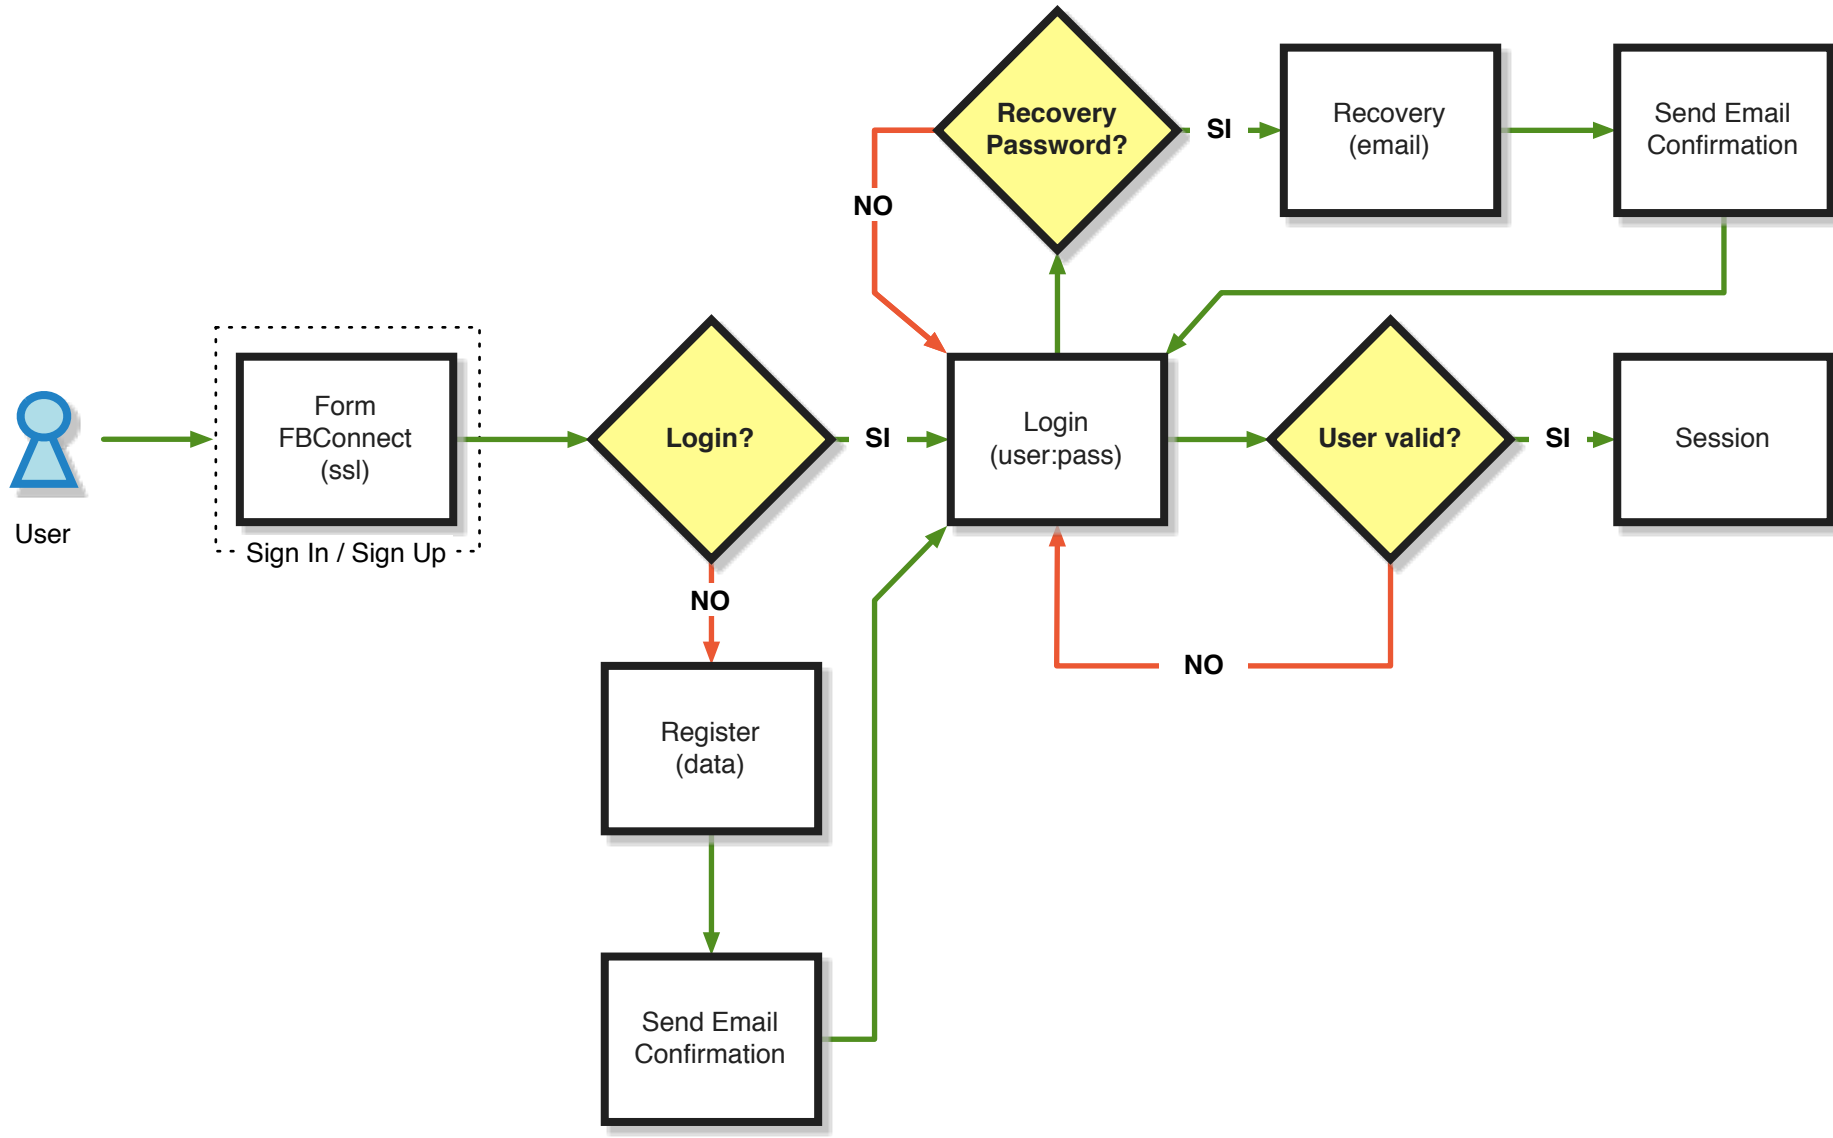 Recovery
Password?
SI
Recovery
(email)
Send Email
Confirmation
NO
User
Form
FBConnect
(ssl)
Sign In / Sign Up
Login?
SI
Login
(user:pass)
User valid?
SI
Session
NO
NO
Register
(data)
Send Email
Confirmation